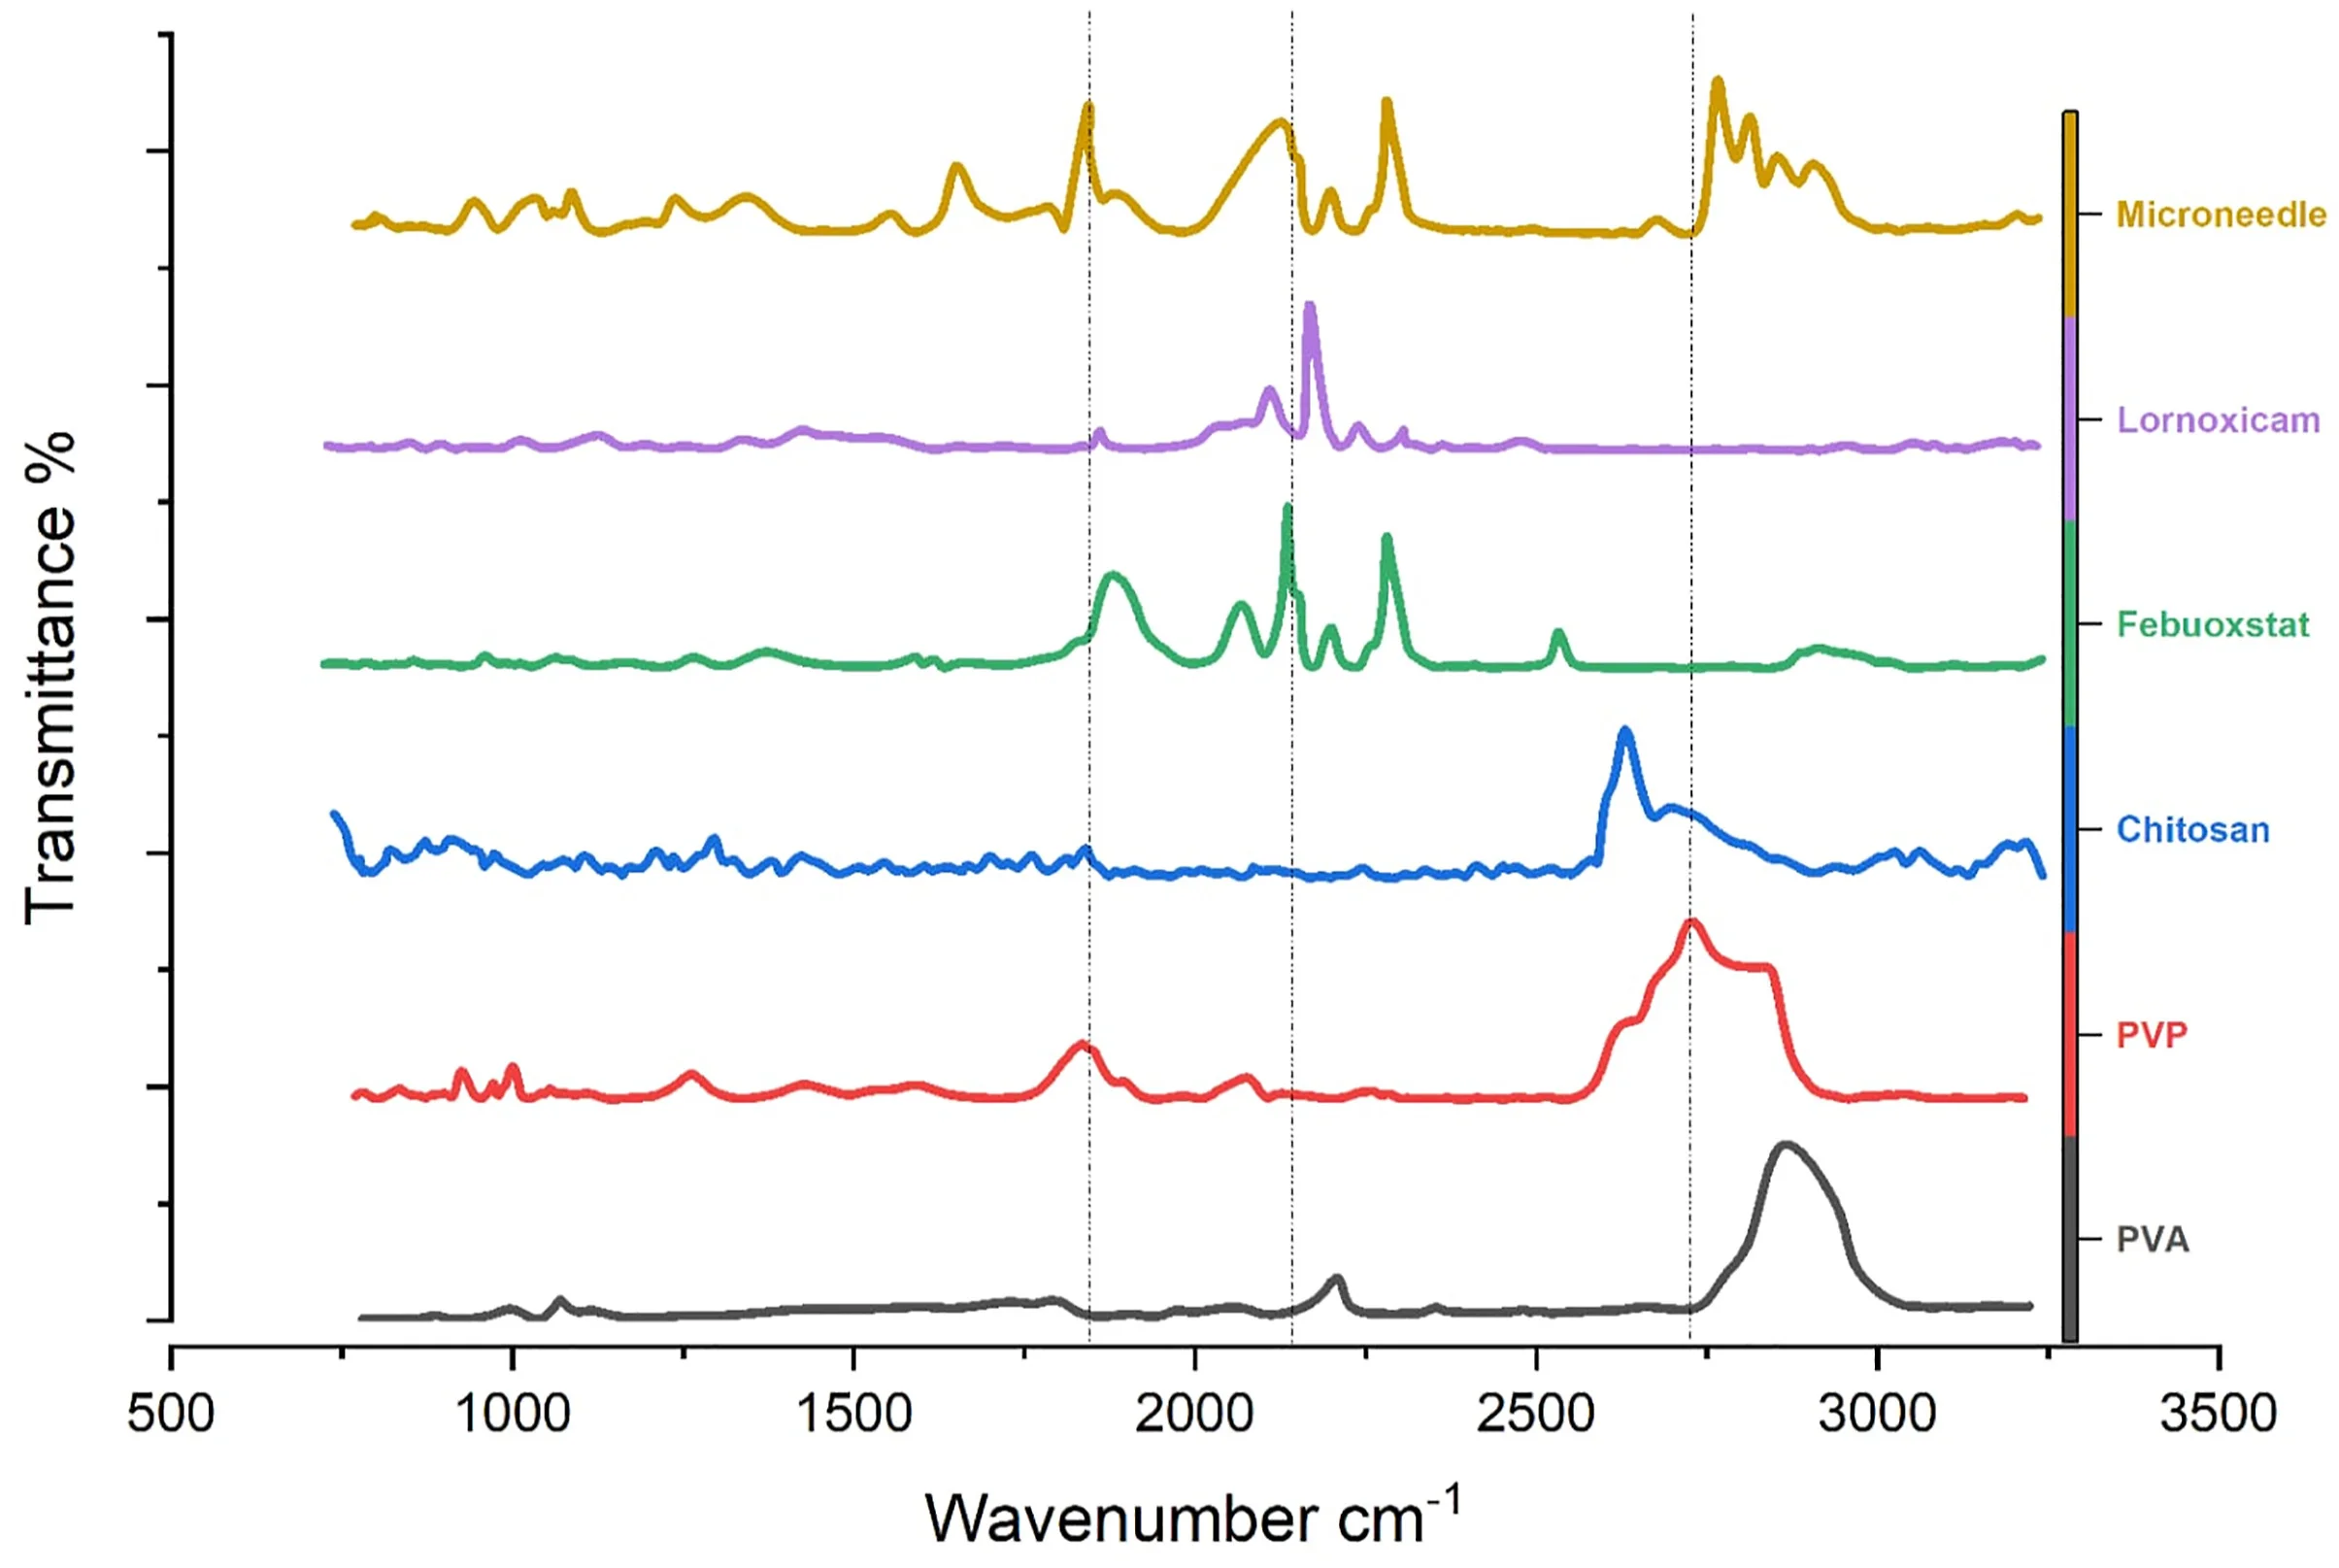 Transmittance %
Microneedle
Lornoxicam
Febuoxstat
Chitosan
PVP
PVA
500 1000 1500 2000 2500 3000 3500
Wavenumber cm⁻¹